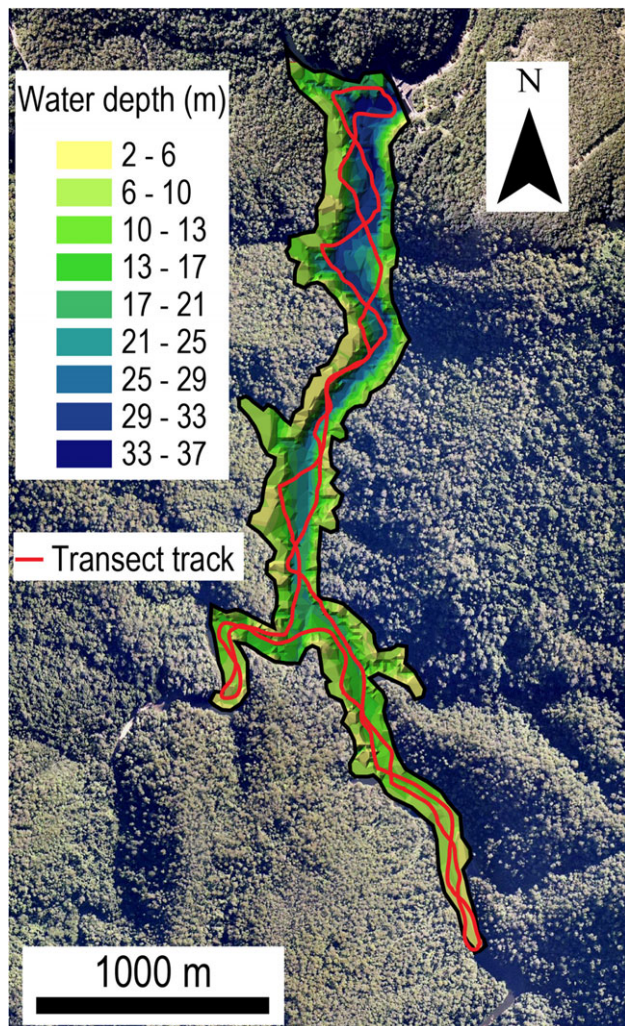 Water depth (m)
2 - 6
6 - 10
10 - 13
13 - 17
17 - 21
21 - 25
25 - 29
29 - 33
33 - 37
N
Transect track
1000 m